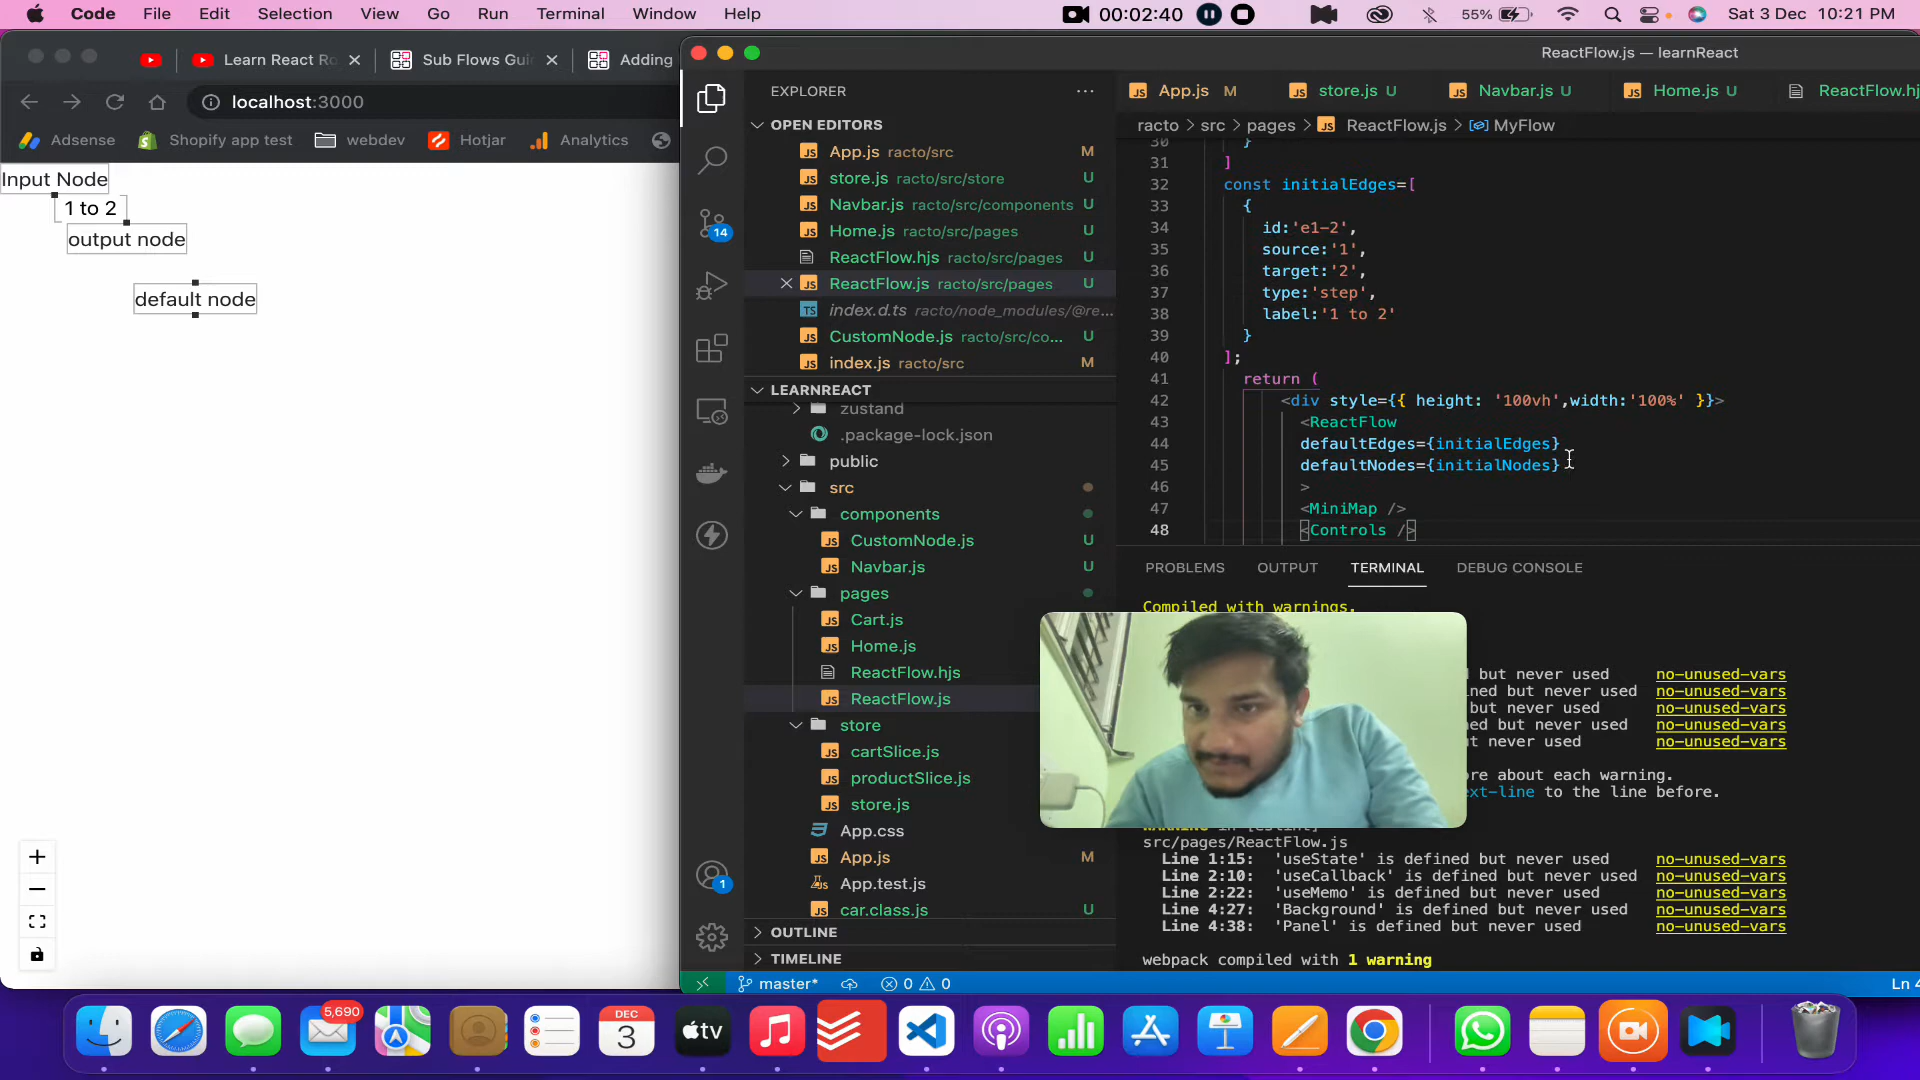 Code File Edit Selection View Go Run Terminal Window Help 00:02:40 55% Sat 3 Dec 10:21 PM
Learn React Ro
Sub Flows Gui
Adding
localhost:3000
Adsense Shopify app test webdev Hotjar Analytics
Input Node
1 to 2
output node
default node
ReactFlow.js — learnReact
EXPLORER
OPEN EDITORS
App.js racto/src M
store.js racto/src/store U
Navbar.js racto/src/components U
Home.js racto/src/pages U
ReactFlow.hjs racto/src/pages U
ReactFlow.js racto/src/pages U
index.d.ts racto/node_modules/@re...
CustomNode.js racto/src/co... U
index.js racto/src M
LEARNREACT
zustand
.package-lock.json
public
src
components
CustomNode.js U
Navbar.js U
pages
Cart.js
Home.js
ReactFlow.hjs
ReactFlow.js
store
cartSlice.js
productSlice.js
store.js
App.css
App.js M
App.test.js
car.class.js U
OUTLINE
TIMELINE
14
1
App.js M store.js U Navbar.js U Home.js U ReactFlow.hj
racto > src > pages > ReactFlow.js > MyFlow
30 }
31 ]
32 const initialEdges=[
33 {
34 id:'e1-2',
35 source:'1',
36 target:'2',
37 type:'step',
38 label:'1 to 2'
39 }
40 ];
41 return (
42 <div style={{ height: '100vh',width:'100%' }}>
43 <ReactFlow
44 defaultEdges={initialEdges}
45 defaultNodes={initialNodes}
46 >
47 <MiniMap />
48 <Controls />
PROBLEMS OUTPUT TERMINAL DEBUG CONSOLE
Compiled with warnings.
d but never used no-unused-vars
ined but never used no-unused-vars
but never used no-unused-vars
ed but never used no-unused-vars
t never used no-unused-vars
re about each warning.
ext-line to the line before.
WARNING in [eslint]
src/pages/ReactFlow.js
Line 1:15: 'useState' is defined but never used no-unused-vars
Line 2:10: 'useCallback' is defined but never used no-unused-vars
Line 2:22: 'useMemo' is defined but never used no-unused-vars
Line 4:27: 'Background' is defined but never used no-unused-vars
Line 4:38: 'Panel' is defined but never used no-unused-vars
webpack compiled with 1 warning
master* 0 0 Ln 4
5,690
DEC
3
tv